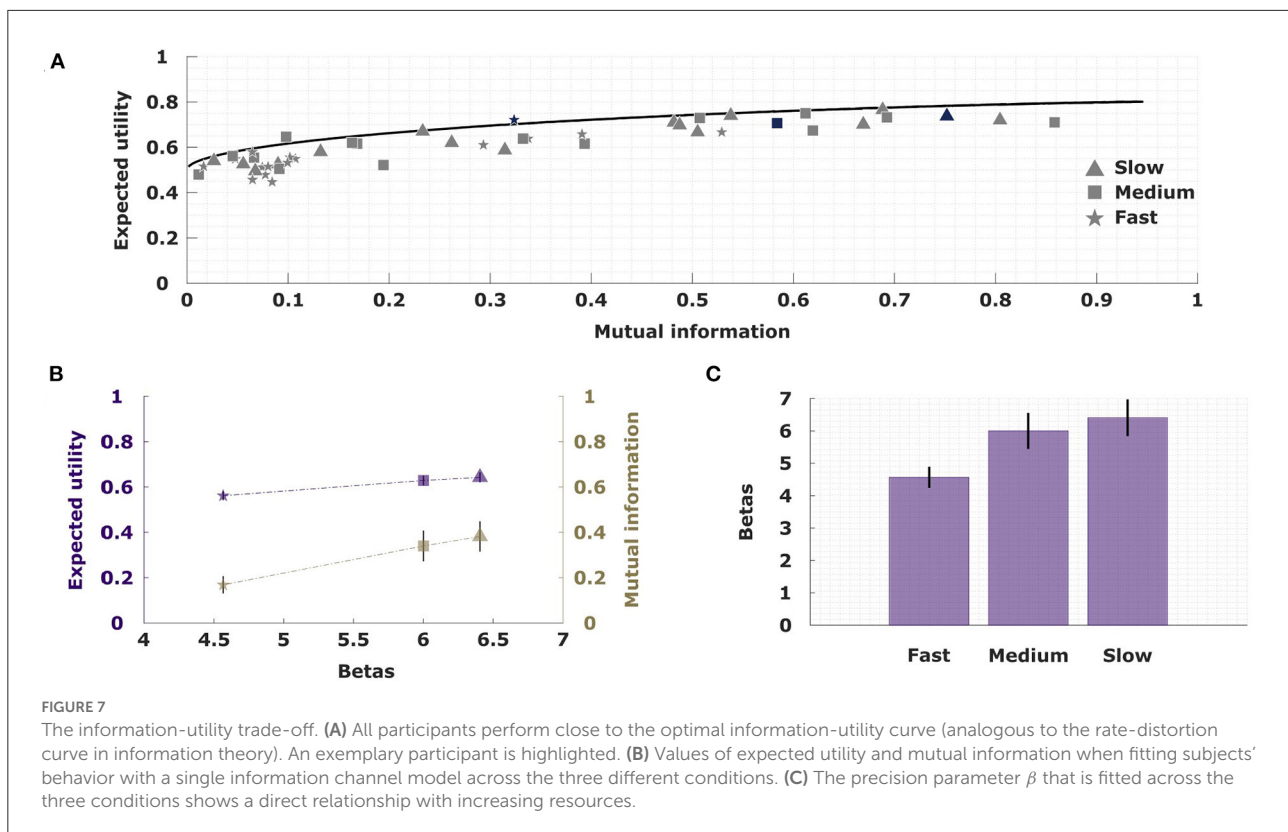 A
Expected utility
1
0.8
0.6
0.4
0.2
0
Slow
Medium
Fast
0 0.1 0.2 0.3 0.4 0.5 0.6 0.7 0.8 0.9 1
Mutual information
B
Expected utility
1
0.8
0.6
0.4
0.2
0
1
0.8
0.6
0.4
0.2
0
Mutual information
4 4.5 5 5.5 6 6.5 7
Betas
C
Betas
7
6
5
4
3
2
1
0
Fast Medium Slow
FIGURE 7
The information-utility trade-off. (A) All participants perform close to the optimal information-utility curve (analogous to the rate-distortion
curve in information theory). An exemplary participant is highlighted. (B) Values of expected utility and mutual information when fitting subjects'
behavior with a single information channel model across the three different conditions. (C) The precision parameter β that is fitted across the
three conditions shows a direct relationship with increasing resources.